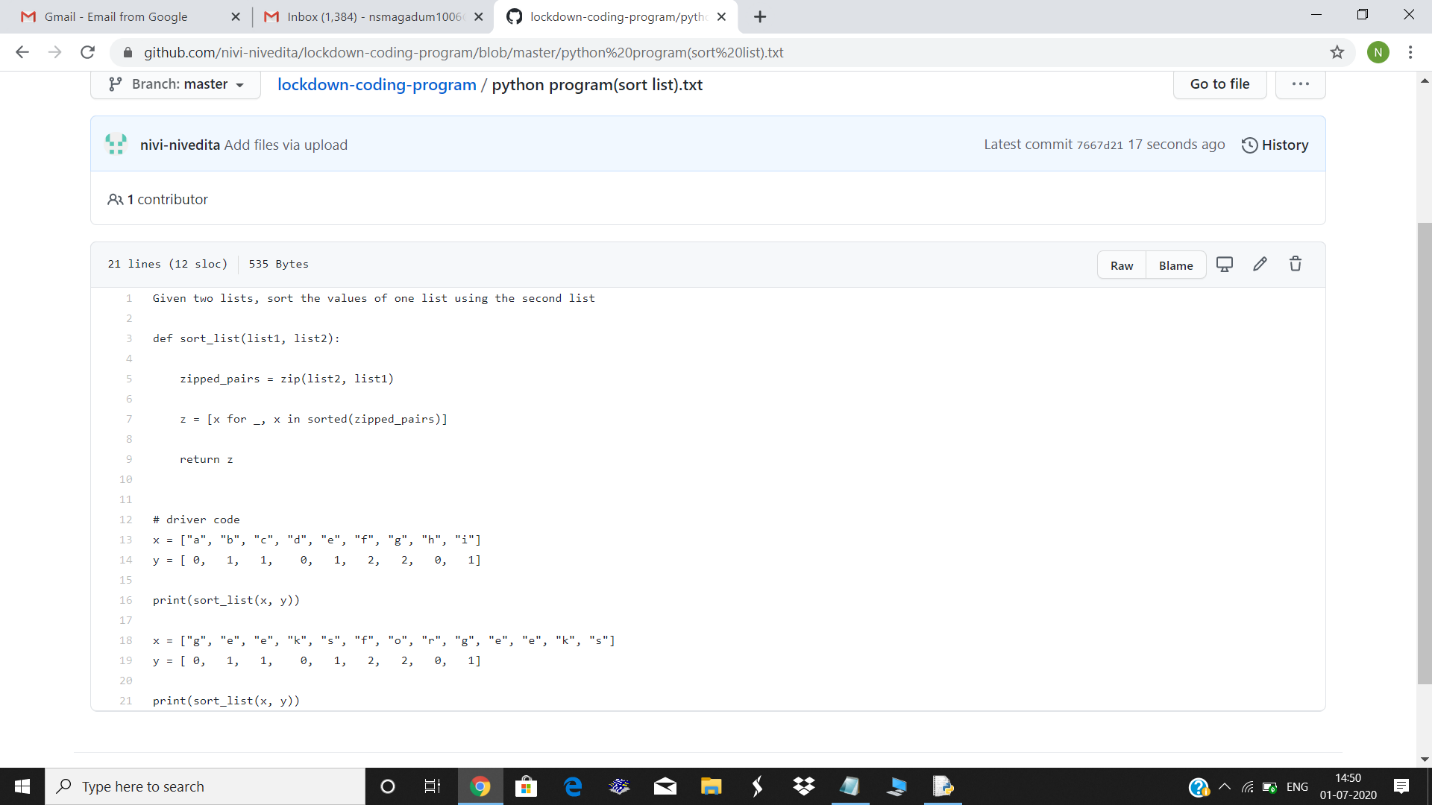 Gmail - Email from Google
Inbox (1,384) - nsmagadum1006
lockdown-coding-program/pyth
github.com/nivi-nivedita/lockdown-coding-program/blob/master/python%20program(sort%20list).txt
N
Branch: master
lockdown-coding-program / python program(sort list).txt
Go to file
nivi-nivedita Add files via upload
Latest commit 7667d21 17 seconds ago
History
1 contributor
21 lines (12 sloc) 535 Bytes
Raw
Blame
1 Given two lists, sort the values of one list using the second list
2
3 def sort_list(list1, list2):
4
5     zipped_pairs = zip(list2, list1)
6
7     z = [x for _, x in sorted(zipped_pairs)]
8
9     return z
10
11
12 # driver code
13 x = ["a", "b", "c", "d", "e", "f", "g", "h", "i"]
14 y = [ 0,   1,   1,    0,   1,   2,   2,   0,   1]
15
16 print(sort_list(x, y))
17
18 x = ["g", "e", "e", "k", "s", "f", "o", "r", "g", "e", "e", "k", "s"]
19 y = [ 0,   1,   1,    0,   1,   2,   2,   0,   1]
20
21 print(sort_list(x, y))
Type here to search
ENG
14:50
01-07-2020